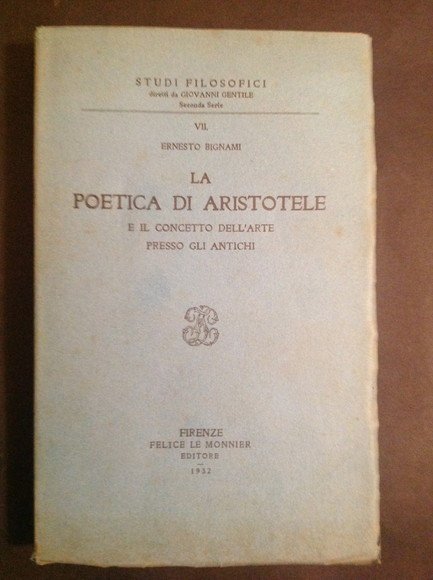 STUDI FILOSOFICI
diretti da GIOVANNI GENTILE
Seconda Serie
VII.
ERNESTO BIGNAMI
LA
POETICA DI ARISTOTELE
E IL CONCETTO DELL'ARTE
PRESSO GLI ANTICHI
FIRENZE
FELICE LE MONNIER
EDITORE
1932